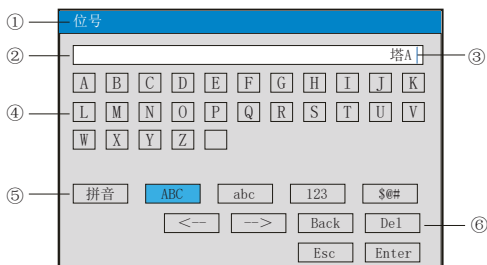 ① 位号
② 塔A ③
A B C D E F G H I J K
④ L M N O P Q R S T U V
W X Y Z
⑤ 拼音 ABC abc 123 $@#
<-- --> Back Del ⑥
Esc Enter